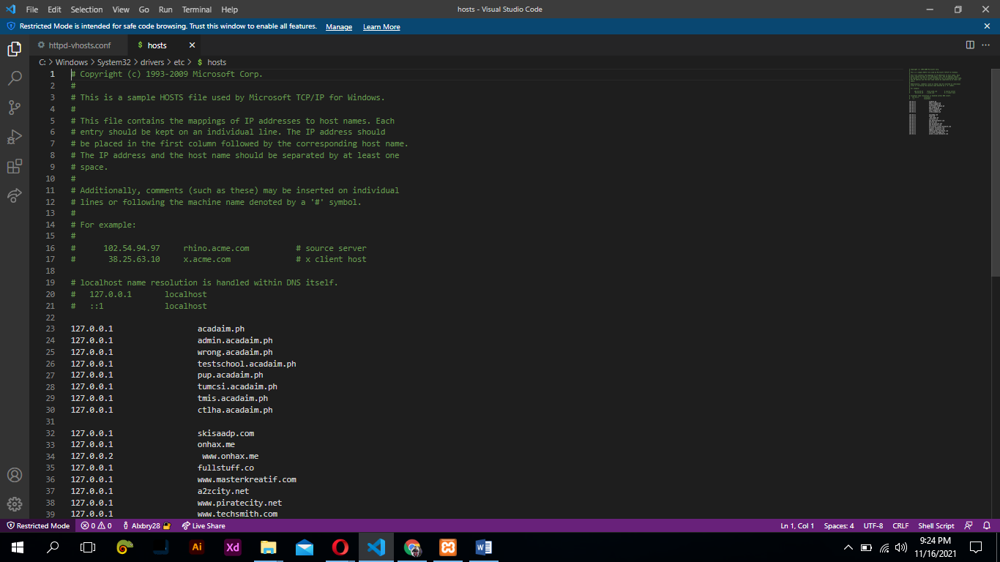 File Edit Selection View Go Run Terminal Help hosts - Visual Studio Code
Restricted Mode is intended for safe code browsing. Trust this window to enable all features. Manage Learn More
httpd-vhosts.conf $ hosts
C: > Windows > System32 > drivers > etc > $ hosts
1 # Copyright (c) 1993-2009 Microsoft Corp.
2 #
3 # This is a sample HOSTS file used by Microsoft TCP/IP for Windows.
4 #
5 # This file contains the mappings of IP addresses to host names. Each
6 # entry should be kept on an individual line. The IP address should
7 # be placed in the first column followed by the corresponding host name.
8 # The IP address and the host name should be separated by at least one
9 # space.
10 #
11 # Additionally, comments (such as these) may be inserted on individual
12 # lines or following the machine name denoted by a '#' symbol.
13 #
14 # For example:
15 #
16 # 102.54.94.97 rhino.acme.com # source server
17 # 38.25.63.10 x.acme.com # x client host
18
19 # localhost name resolution is handled within DNS itself.
20 # 127.0.0.1 localhost
21 # ::1 localhost
22
23 127.0.0.1 acadaim.ph
24 127.0.0.1 admin.acadaim.ph
25 127.0.0.1 wrong.acadaim.ph
26 127.0.0.1 testschool.acadaim.ph
27 127.0.0.1 pup.acadaim.ph
28 127.0.0.1 tumcsi.acadaim.ph
29 127.0.0.1 tmis.acadaim.ph
30 127.0.0.1 ctlha.acadaim.ph
31
32 127.0.0.1 skisaadp.com
33 127.0.0.1 onhax.me
34 127.0.0.2 www.onhax.me
35 127.0.0.1 fullstuff.co
36 127.0.0.1 www.masterkreatif.com
37 127.0.0.1 a2zcity.net
38 127.0.0.1 www.piratecity.net
39 127.0.0.1 www.techsmith.com
Restricted Mode 0 0 Alxbry28 Live Share Ln 1, Col 1 Spaces: 4 UTF-8 CRLF Shell Script
Ai Xd W 9:24 PM
11/16/2021